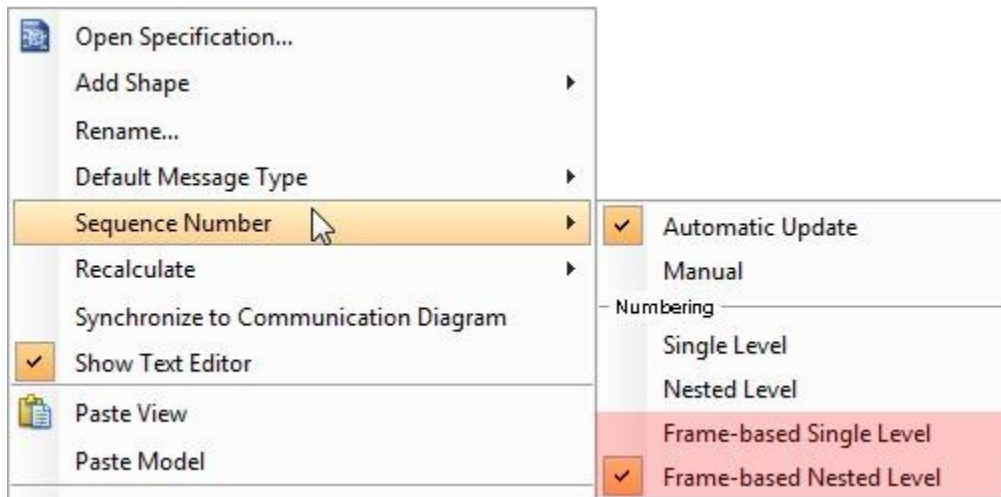 Open Specification...
Add Shape
Rename...
Default Message Type
Sequence Number
Recalculate
Synchronize to Communication Diagram
Show Text Editor
Paste View
Paste Model
Automatic Update
Manual
Numbering
Single Level
Nested Level
Frame-based Single Level
Frame-based Nested Level